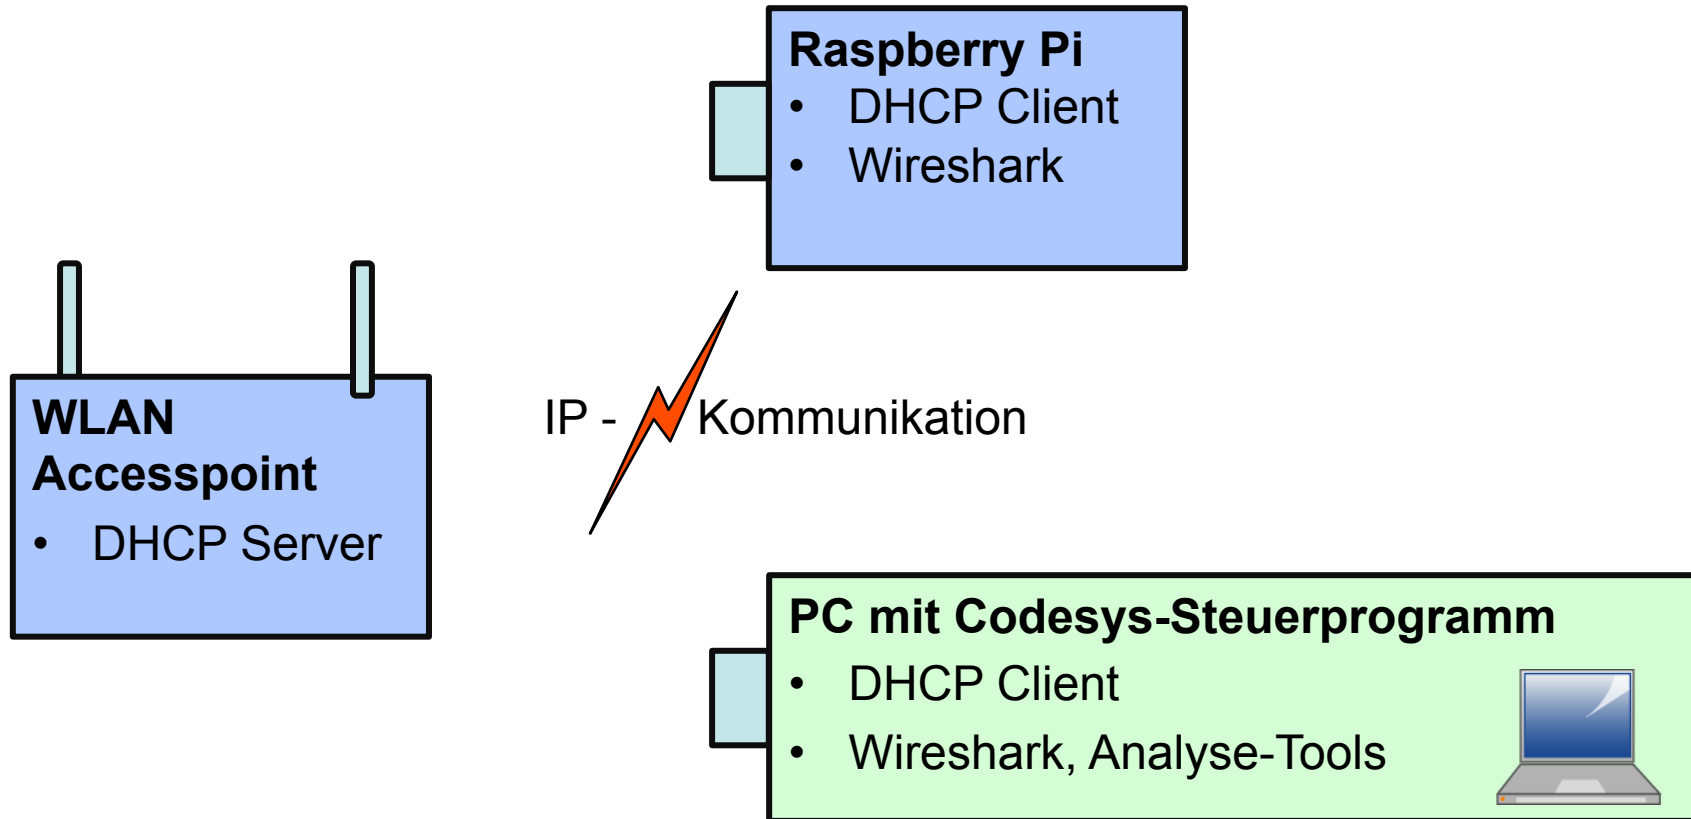 Raspberry Pi
• DHCP Client
• Wireshark
WLAN
Accesspoint
• DHCP Server
IP - Kommunikation
PC mit Codesys-Steuerprogramm
• DHCP Client
• Wireshark, Analyse-Tools